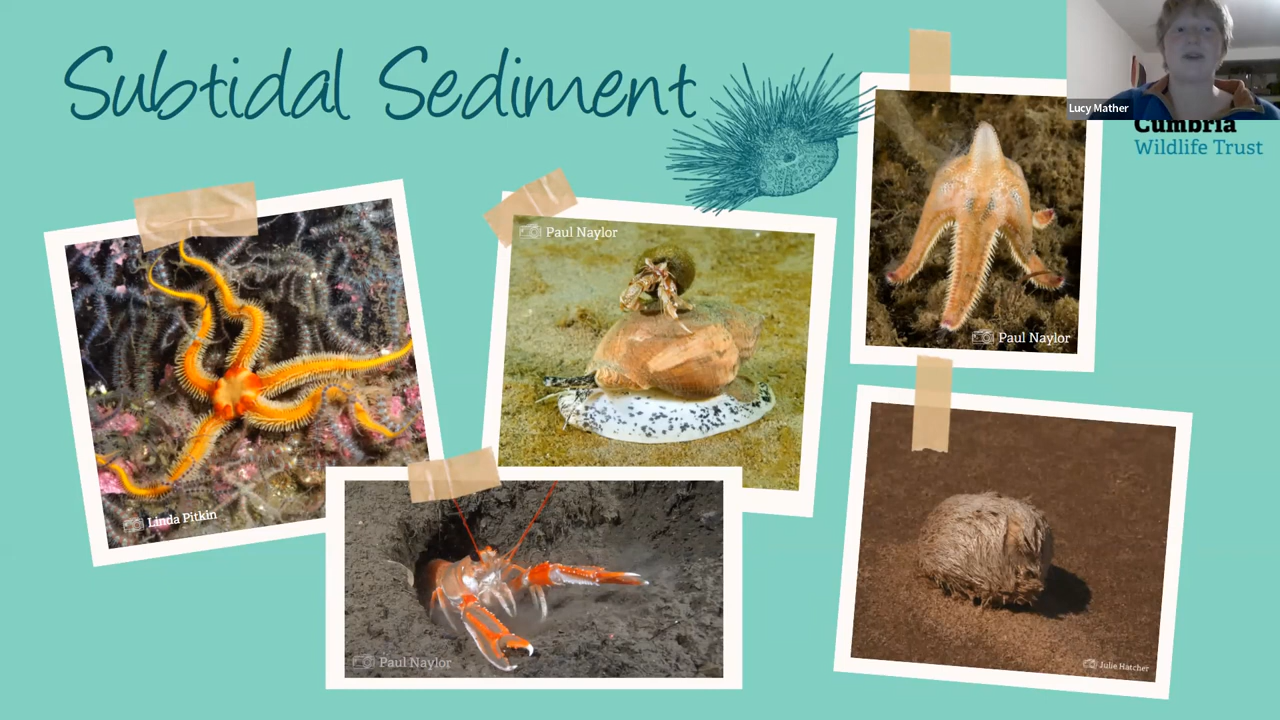 Subtidal Sediment
Lucy Mather
Cumbria
Wildlife Trust
Paul Naylor
Paul Naylor
Linda Pitkin
Paul Naylor
Julie Hatcher